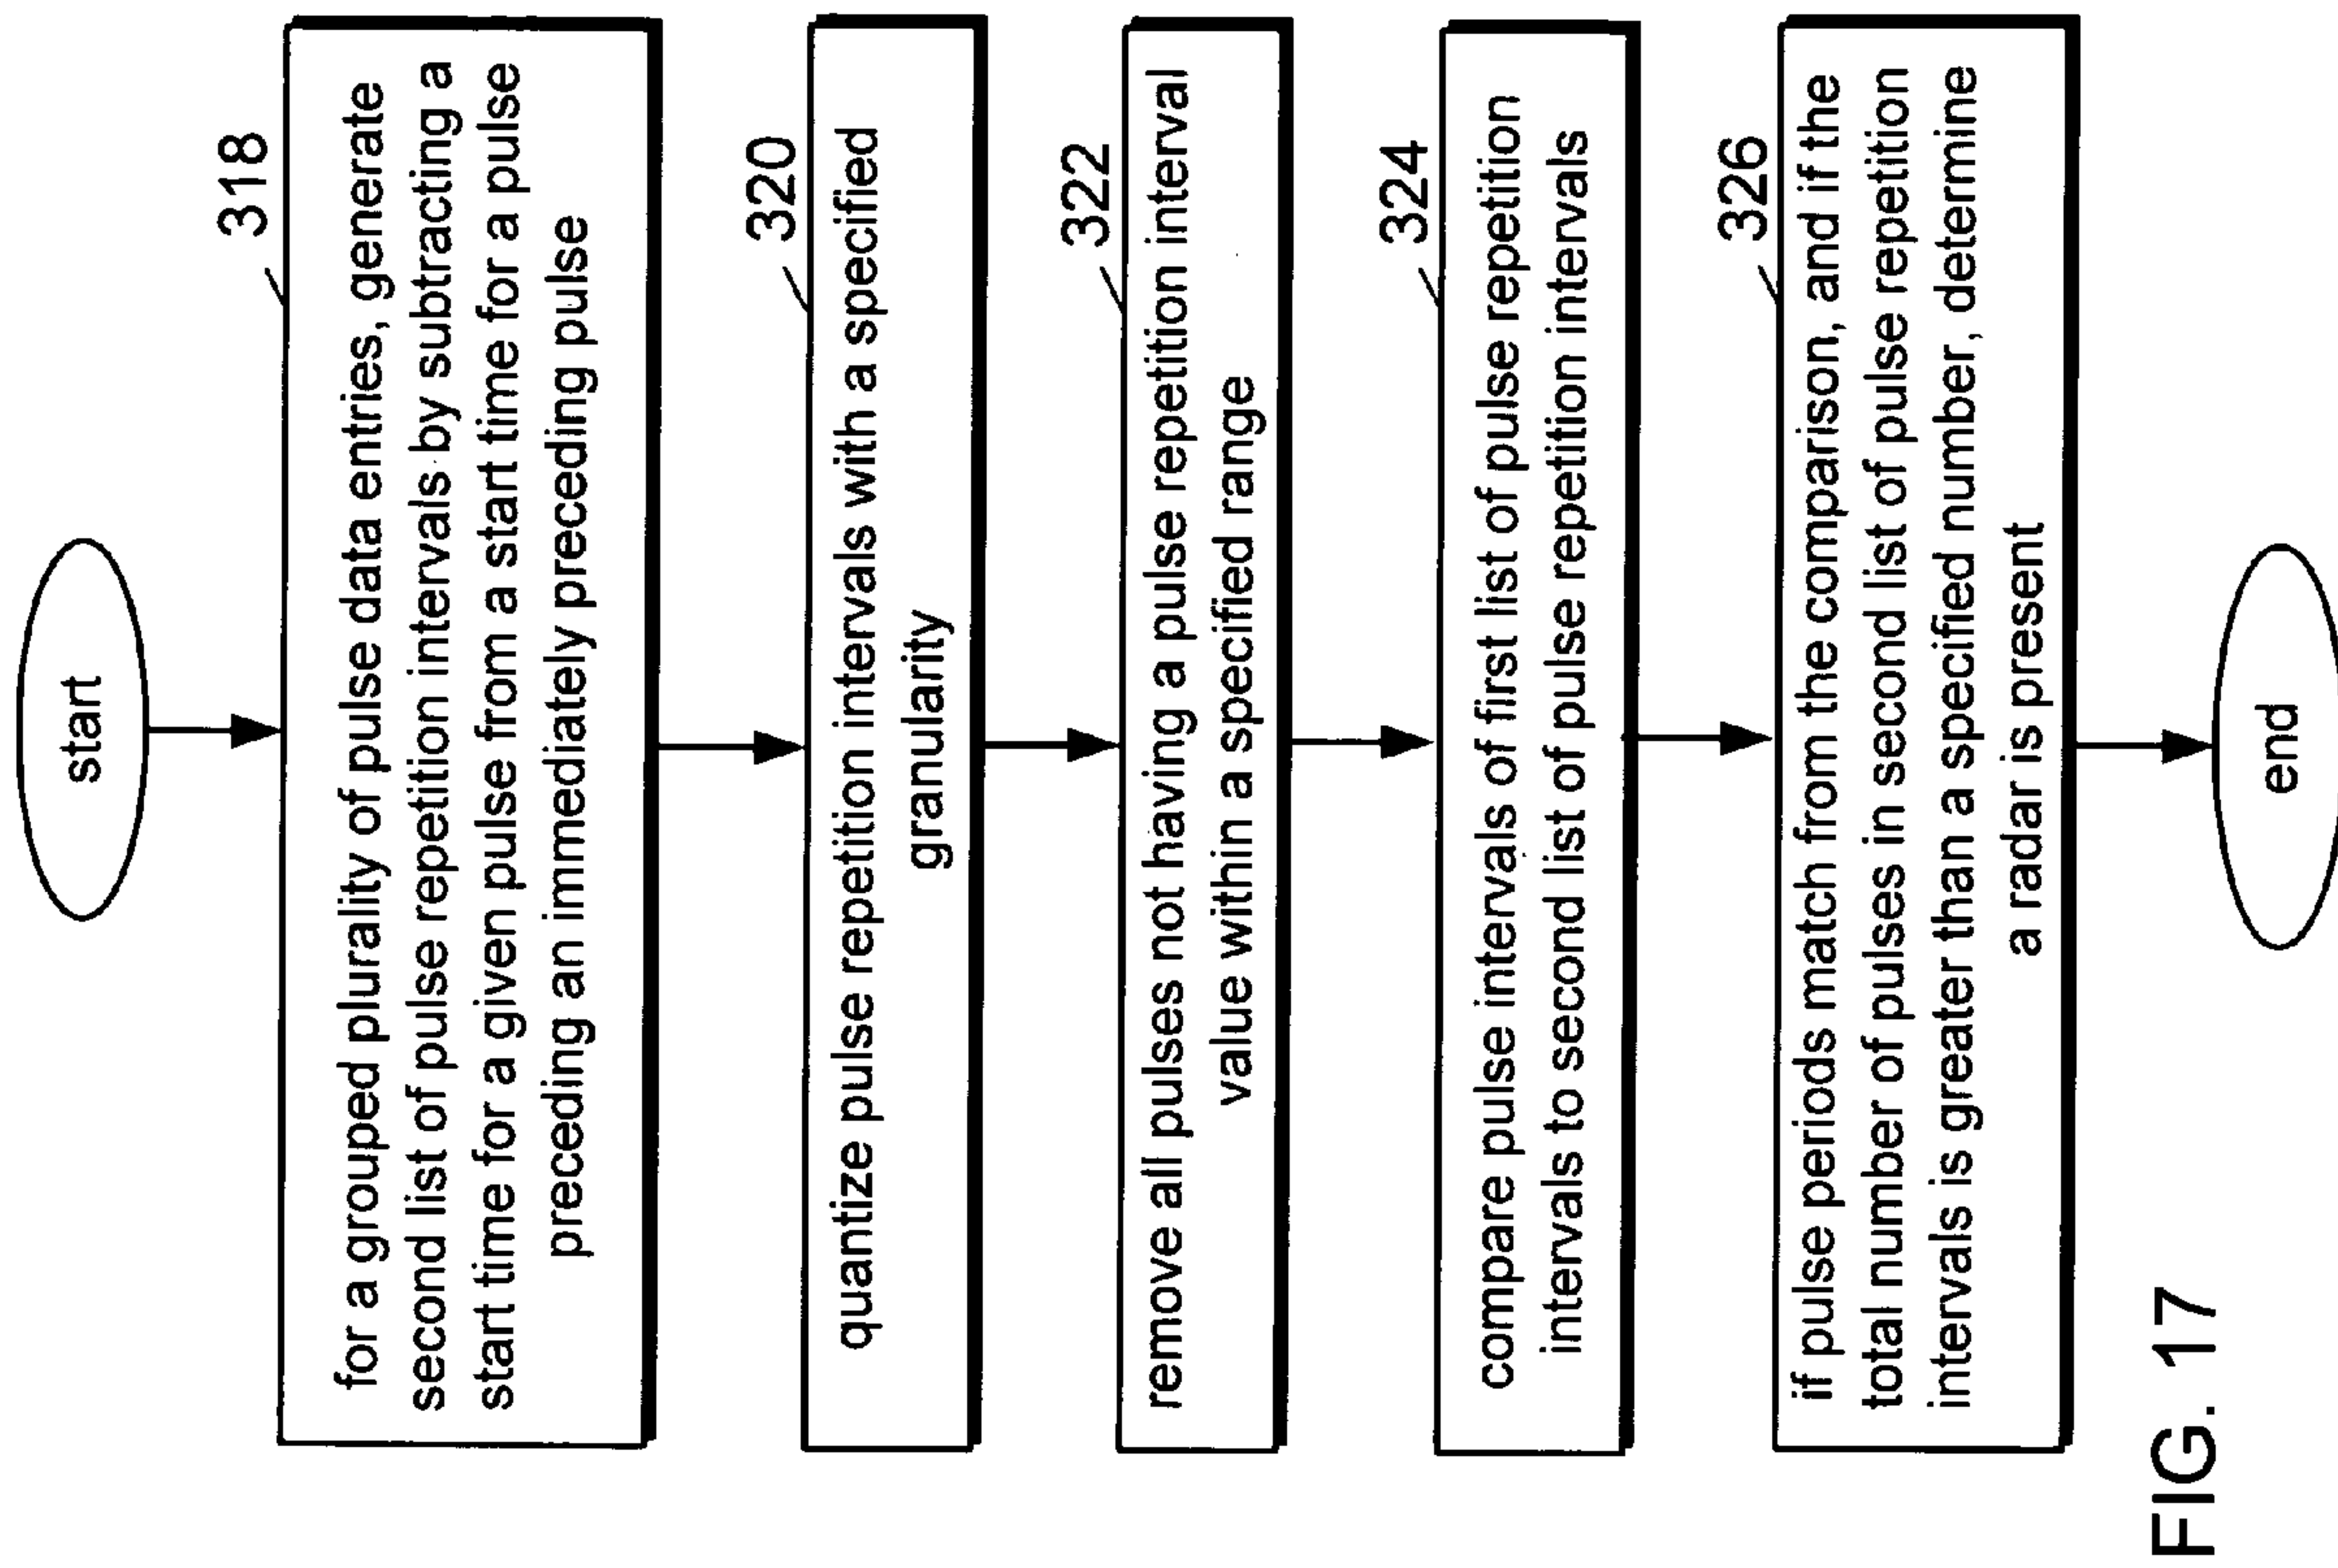 start
318
for a grouped plurality of pulse data entries, generate
second list of pulse repetition intervals by subtracting a
start time for a given pulse from a start time for a pulse
preceding an immediately preceding pulse
320
quantize pulse repetition intervals with a specified
granularity
322
remove all pulses not having a pulse repetition interval
value within a specified range
324
compare pulse intervals of first list of pulse repetition
intervals to second list of pulse repetition intervals
326
if pulse periods match from the comparison, and if the
total number of pulses in second list of pulse repetition
intervals is greater than a specified number, determine
a radar is present
end
FIG. 17